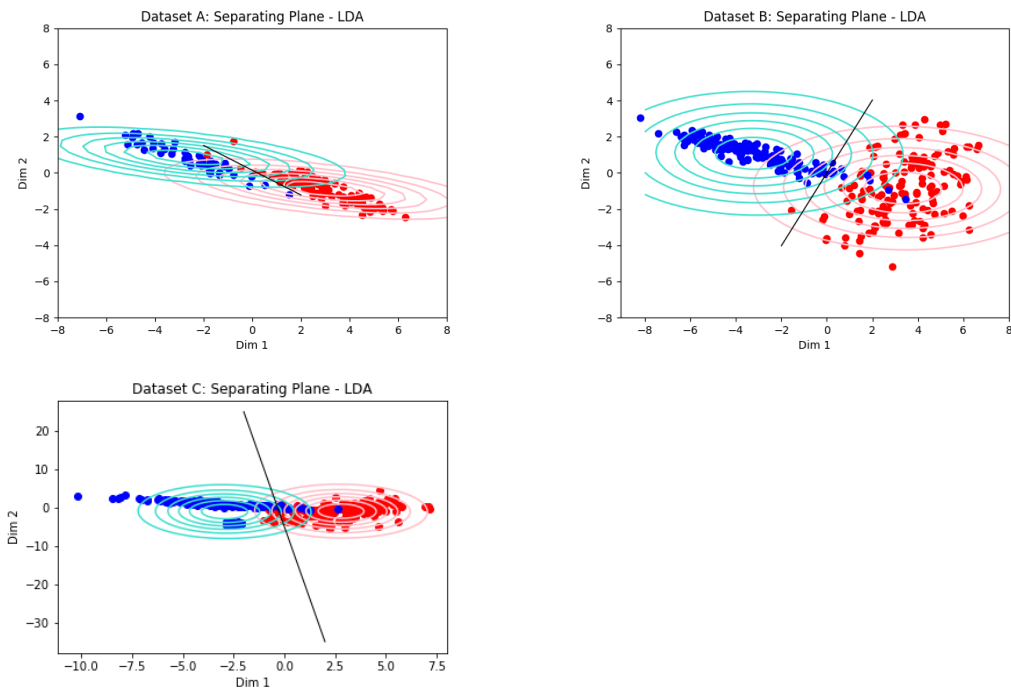 Dataset A: Separating Plane - LDA
8
6
4
2
0
−2
−4
−6
−8
Dim 2
−8 −6 −4 −2 0 2 4 6 8
Dim 1
Dataset B: Separating Plane - LDA
8
6
4
2
0
−2
−4
−6
−8
Dim 2
−8 −6 −4 −2 0 2 4 6 8
Dim 1
Dataset C: Separating Plane - LDA
20
10
0
−10
−20
−30
Dim 2
−10.0 −7.5 −5.0 −2.5 0.0 2.5 5.0 7.5
Dim 1